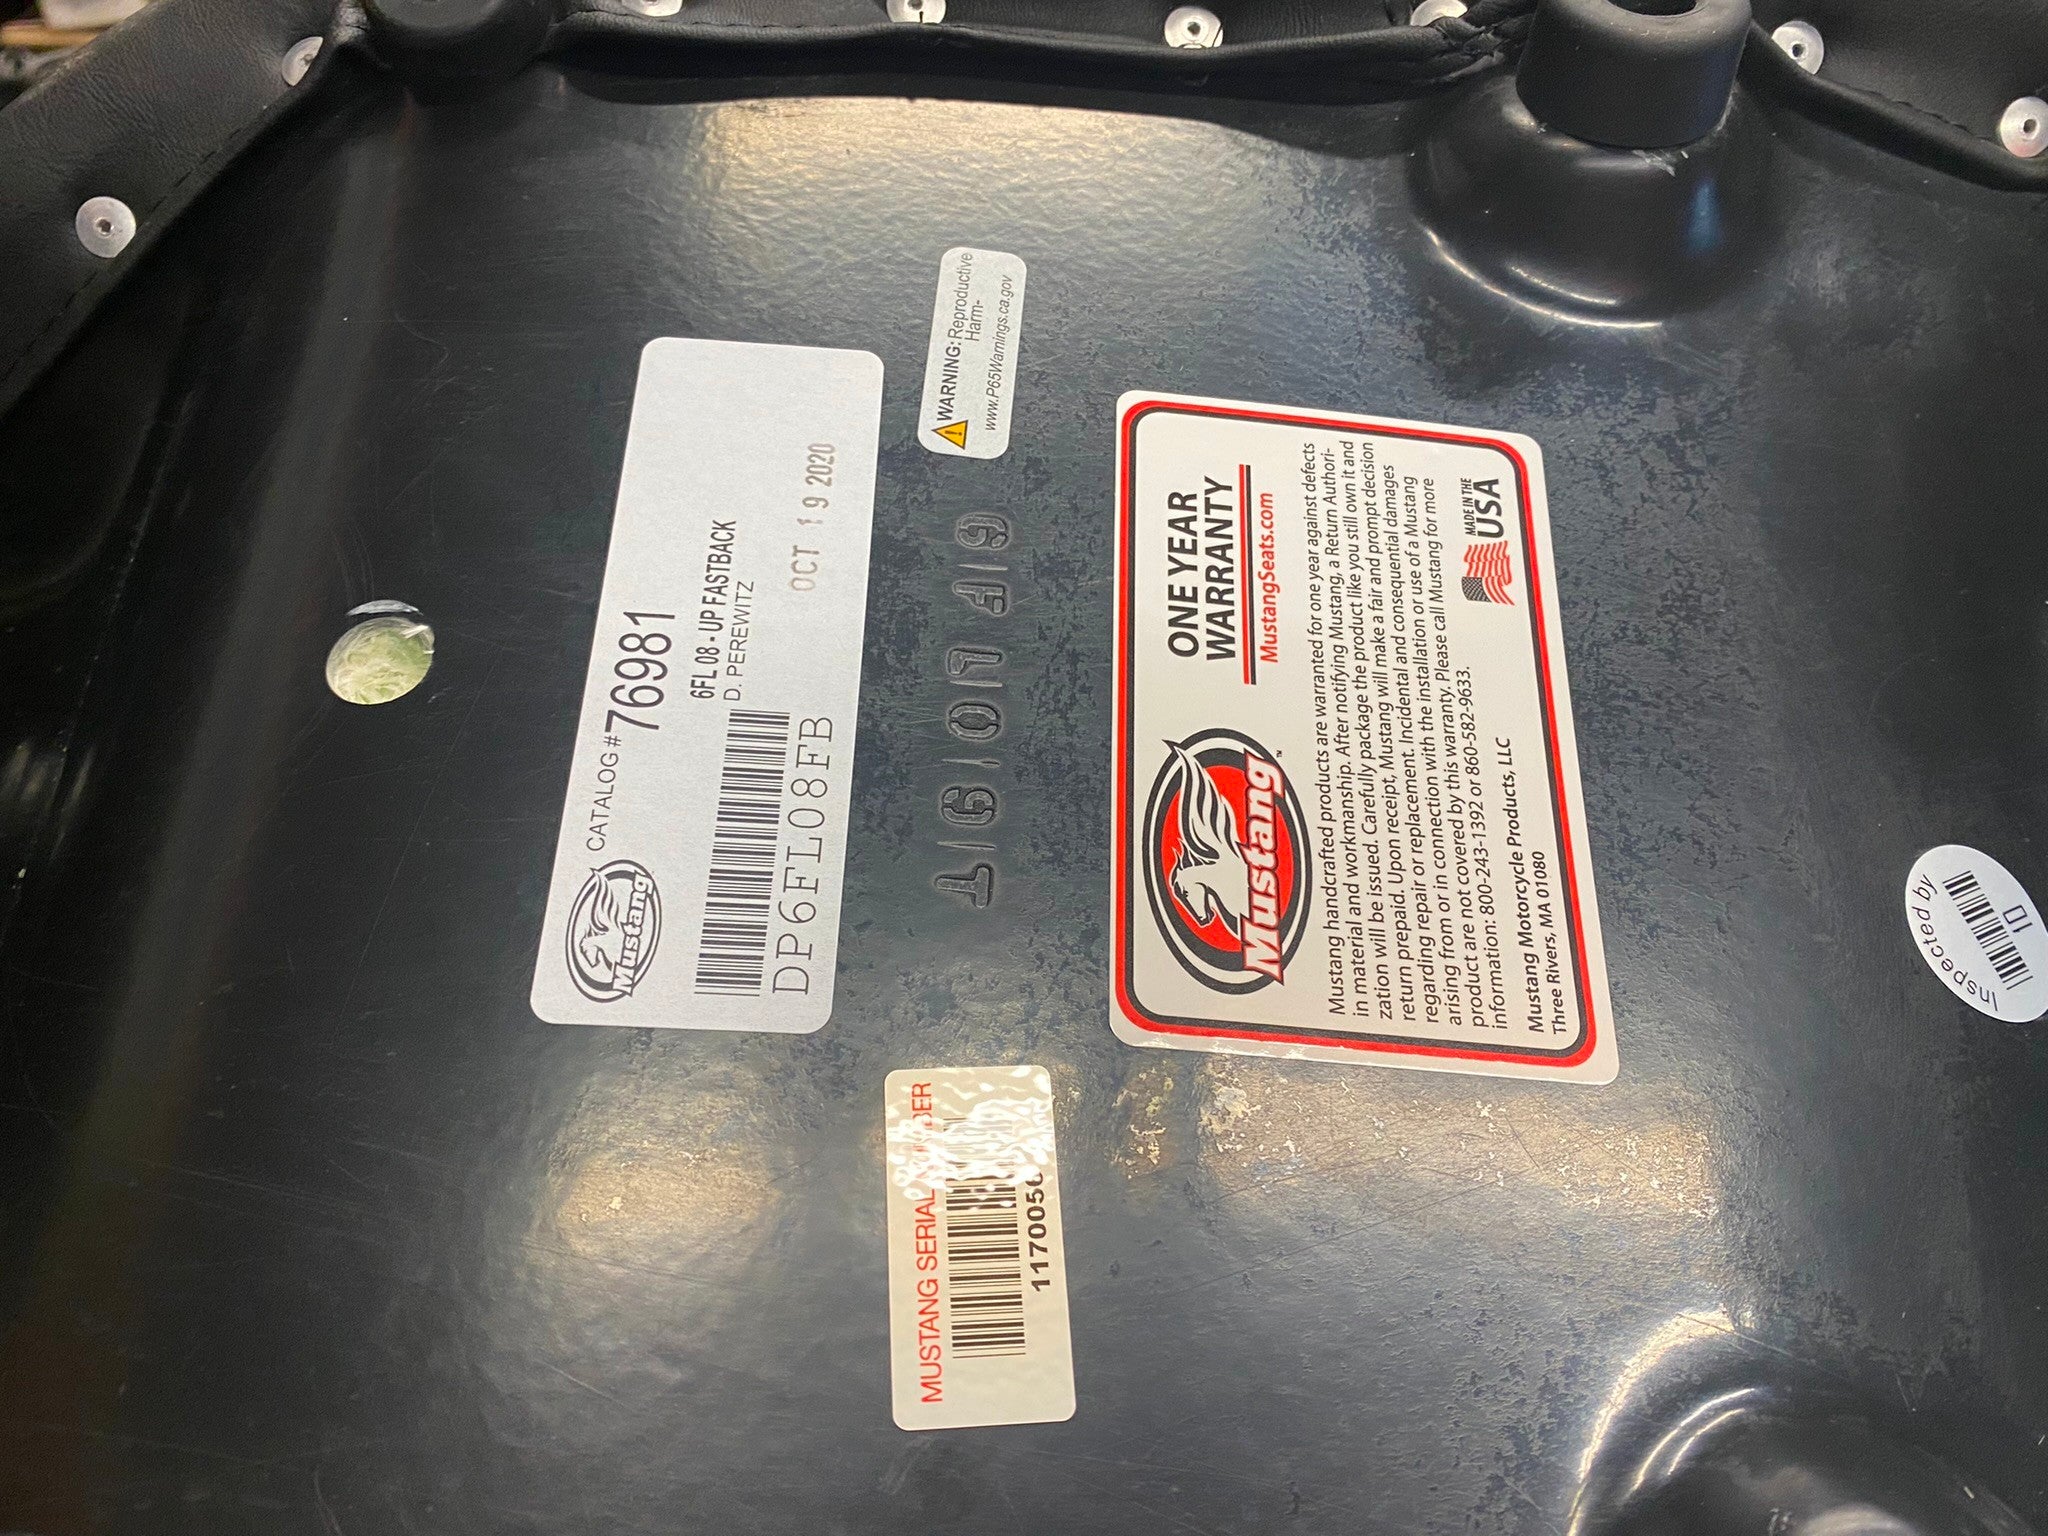 CATALOG # 76981
Mustang
6FL 08 - UP FASTBACK
D. PEREWITZ
DP6FL08FB
OCT 19 2020
WARNING: Reproductive
Harm-
www.P65Warnings.ca.gov
Mustang
ONE YEAR
WARRANTY
MustangSeats.com
Mustang handcrafted products are warranted for one year against defects
in material and workmanship. After notifying Mustang, a Return Authori-
zation will be issued. Carefully package the product like you still own it and
return prepaid. Upon receipt, Mustang will make a fair and prompt decision
regarding repair or replacement. Incidental and consequential damages
arising from or in connection with the installation or use of a Mustang
product are not covered by this warranty. Please call Mustang for more
information: 800-243-1392 or 860-582-9633.
Mustang Motorcycle Products, LLC
Three Rivers, MA 01080
MADE IN THE
USA
MUSTANG SERIAL
Inspected by
10